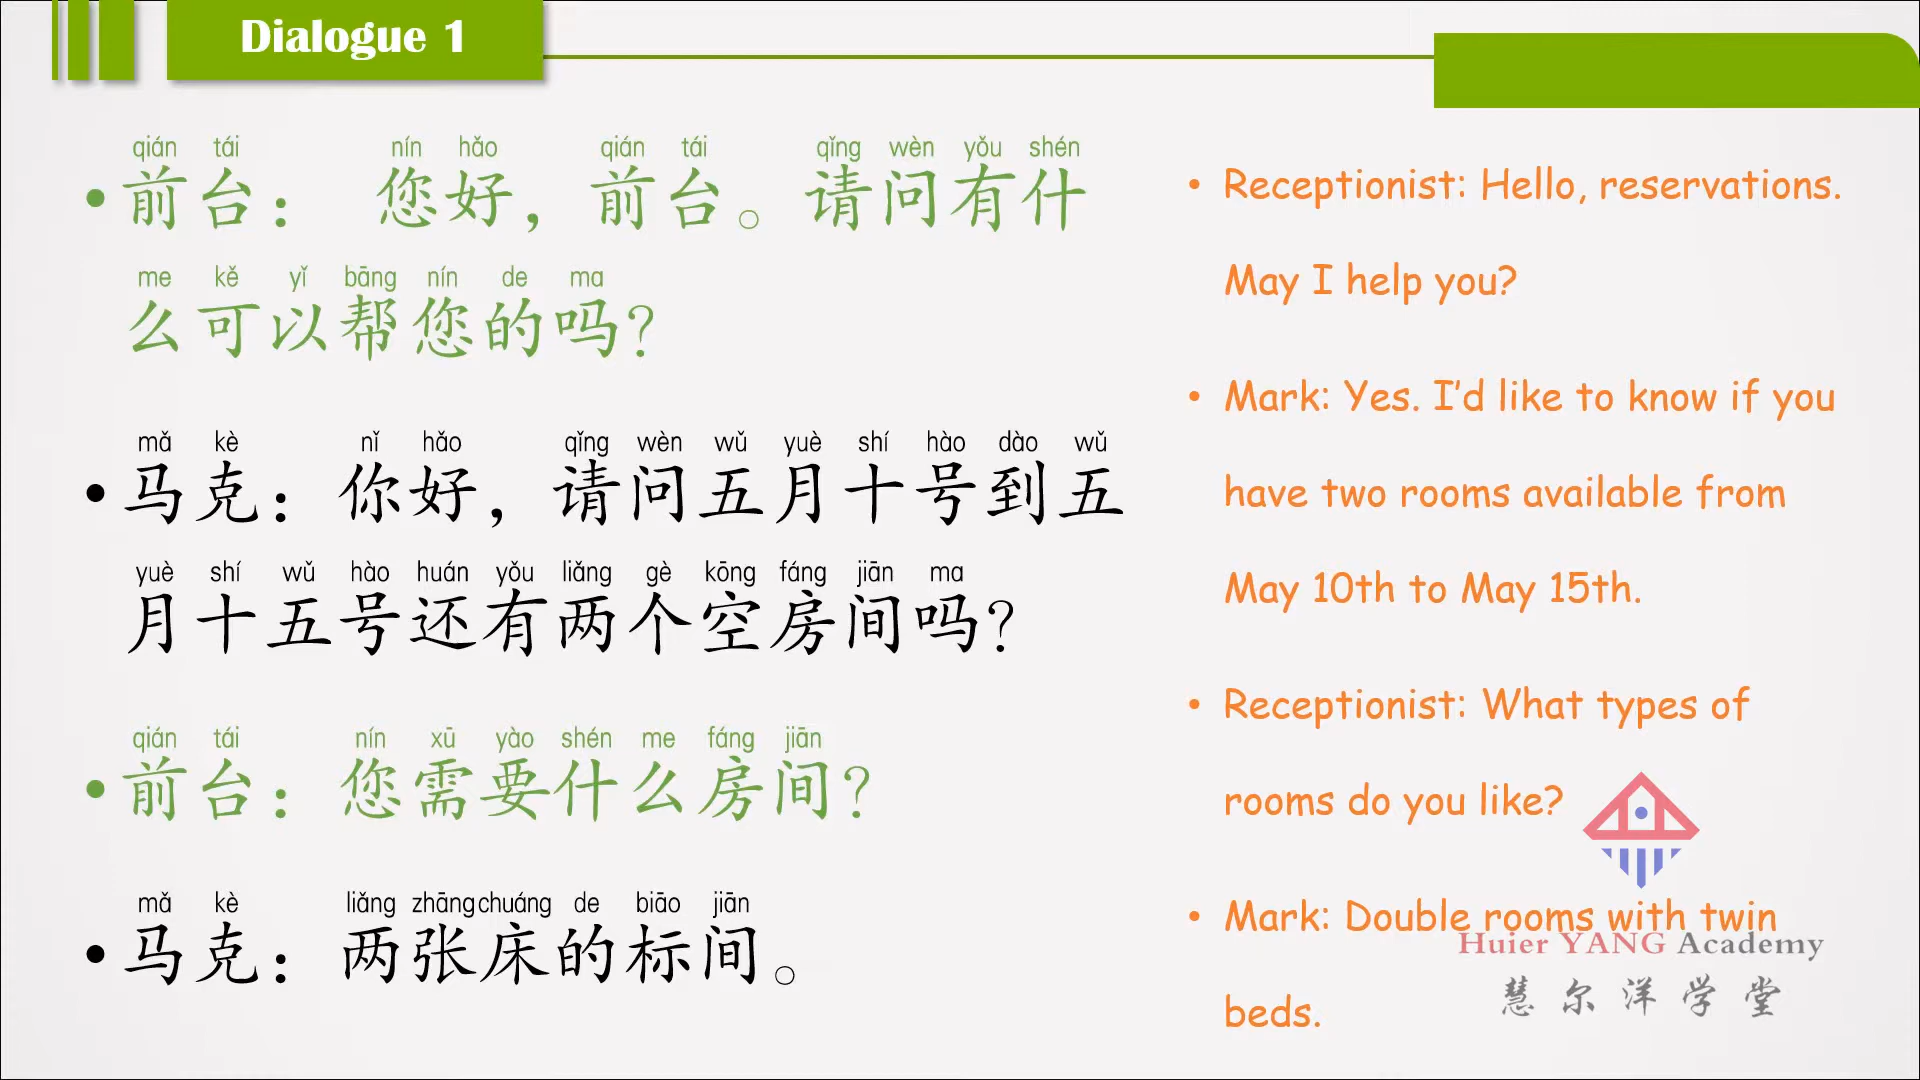 Dialogue 1
qián tái nín hǎo qián tái qǐng wèn yǒu shén
• 前台： 您好，前台。请问有什
me kě yǐ bāng nín de ma
么可以帮您的吗？
mǎ kè nǐ hǎo qǐng wèn wǔ yuè shí hào dào wǔ
• 马克：你好，请问五月十号到五
yuè shí wǔ hào huán yǒu liǎng gè kōng fáng jiān ma
月十五号还有两个空房间吗？
qián tái nín xū yào shén me fáng jiān
• 前台：您需要什么房间？
mǎ kè liǎng zhāng chuáng de biāo jiān
• 马克：两张床的标间。
• Receptionist: Hello, reservations.
May I help you?
• Mark: Yes. I’d like to know if you
have two rooms available from
May 10th to May 15th.
• Receptionist: What types of
rooms do you like?
• Mark: Double rooms with twin
beds.
Huier YANG Academy
慧尔洋学堂